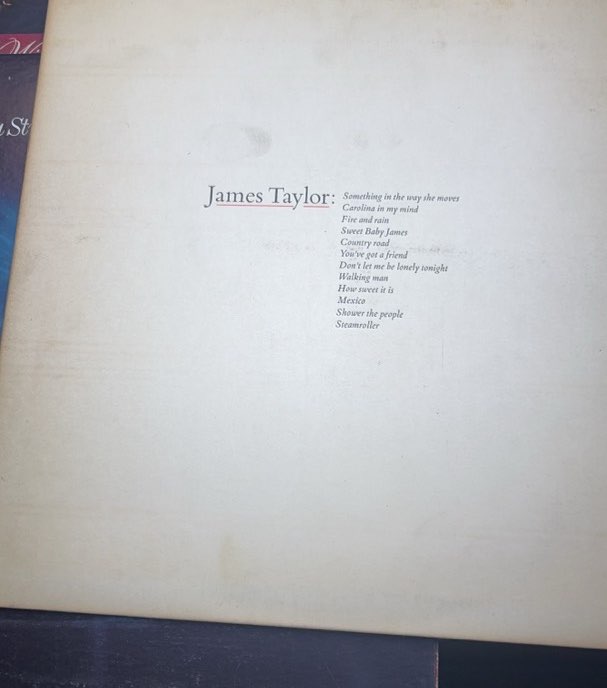 St
James Taylor:
Something in the way she moves
Carolina in my mind
Fire and rain
Sweet Baby James
Country road
You've got a friend
Don't let me be lonely tonight
Walking man
How sweet it is
Mexico
Shower the people
Steamroller